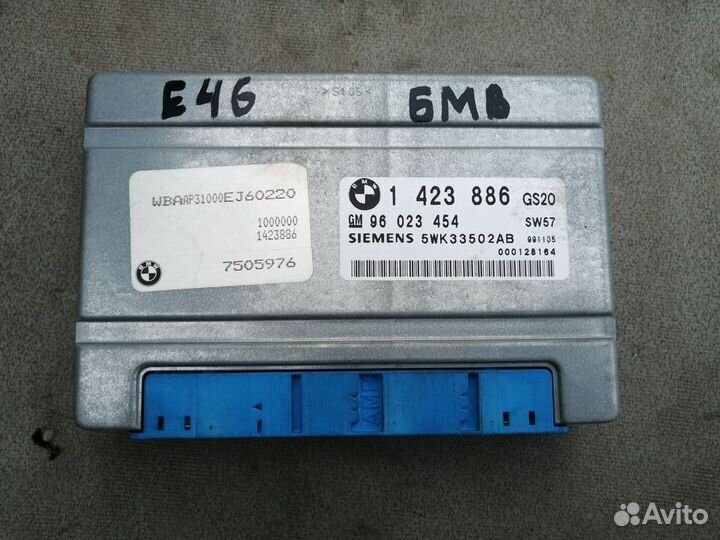 >S105<
E46 БМВ
WBAAP31000EJ60220
1000000
1423886
7505976
BMW
1 423 886 GS20
GM 96 023 454 SW57
SIEMENS 5WK33502AB 991105
000128164
AMP
Avito